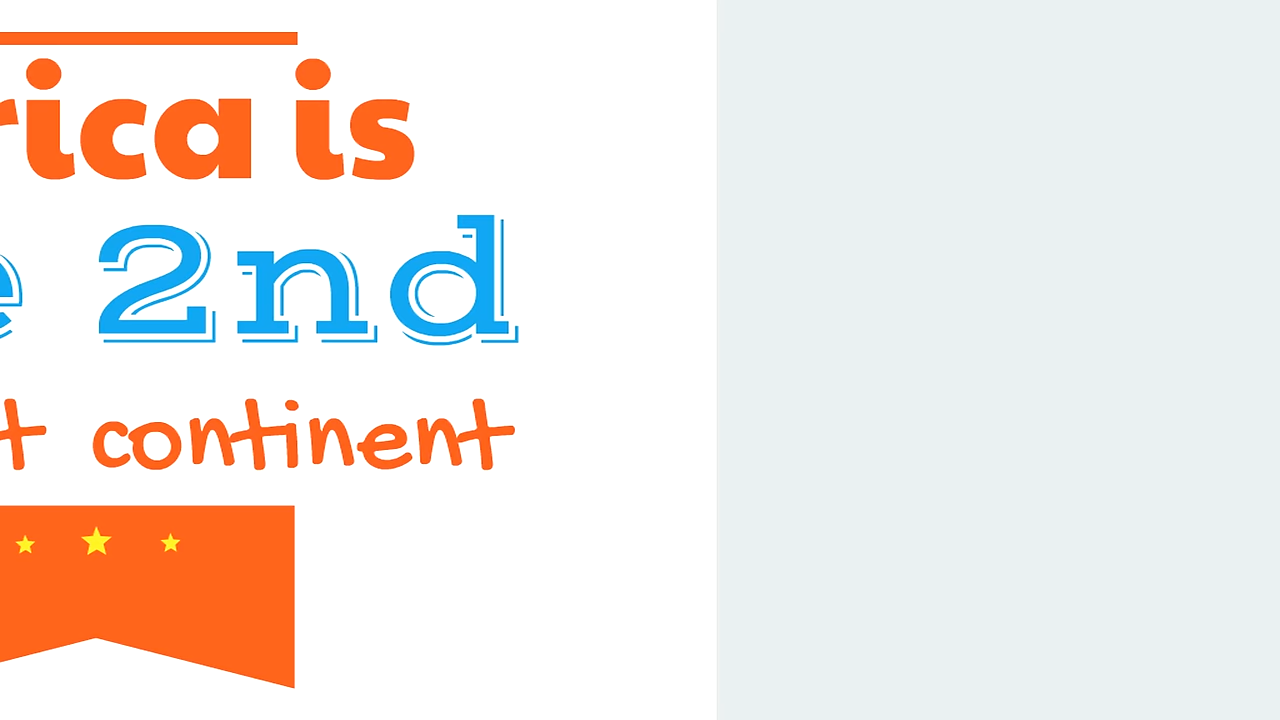 rica is
e 2nd
t continent